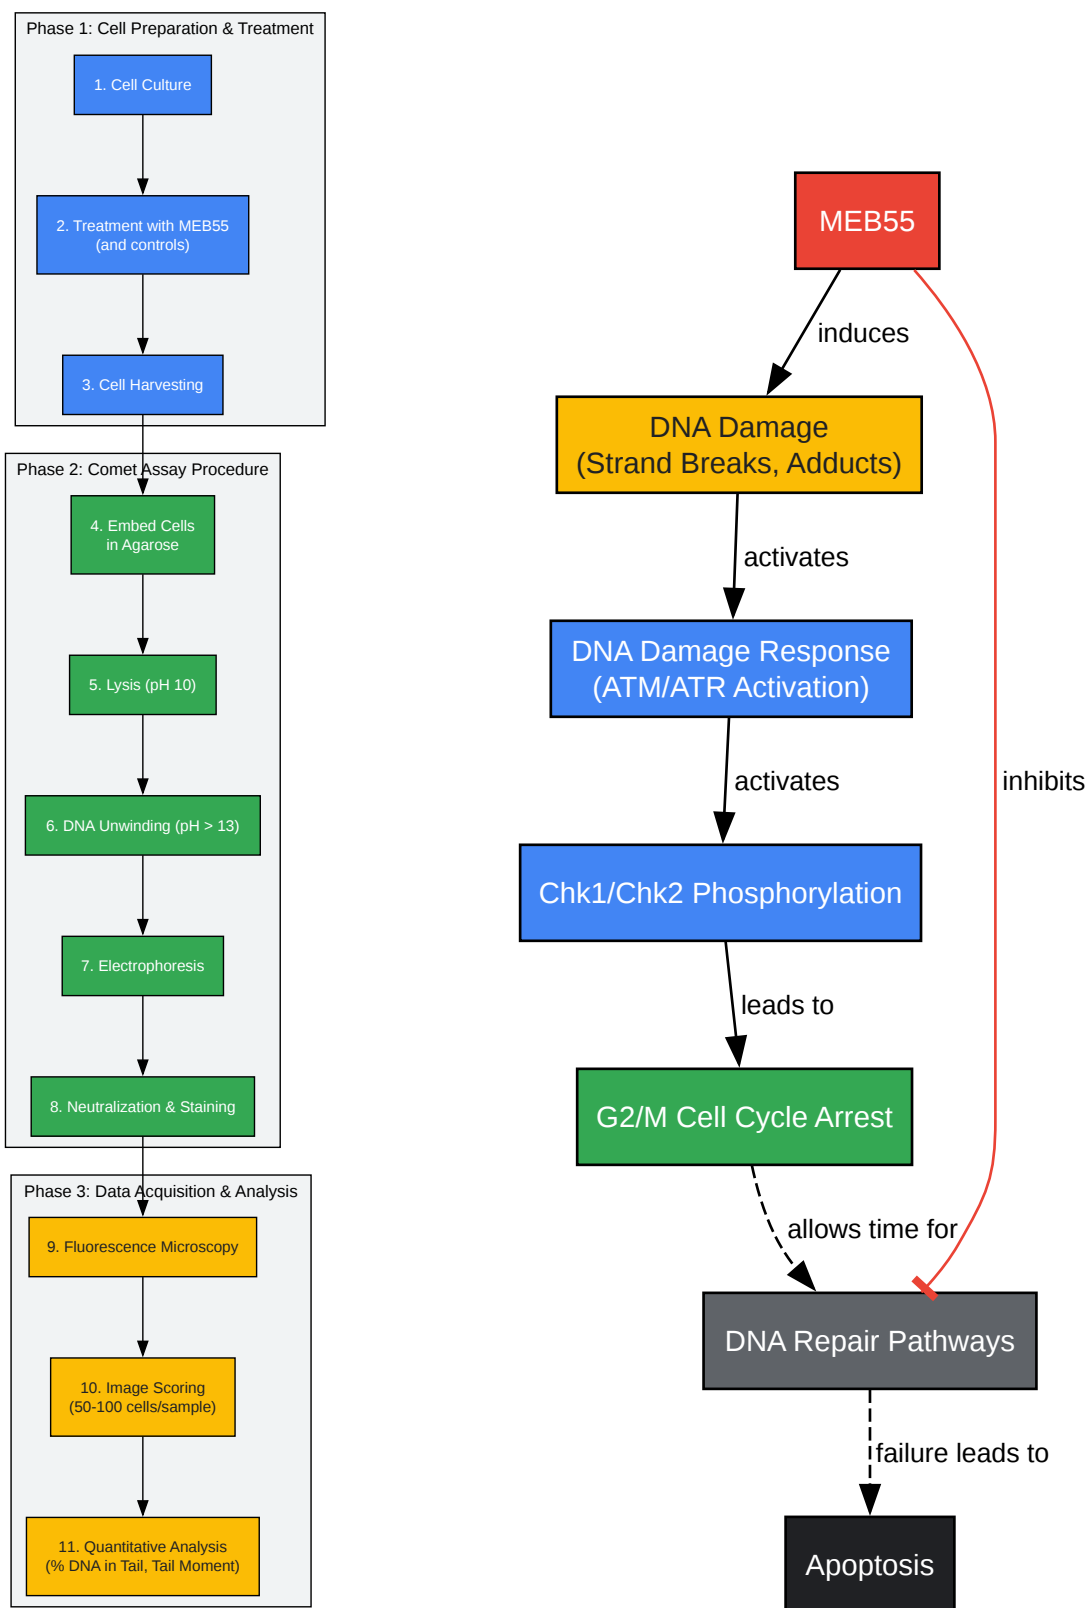 Phase 1: Cell Preparation & Treatment
1. Cell Culture
2. Treatment with MEB55
(and controls)
3. Cell Harvesting
Phase 2: Comet Assay Procedure
4. Embed Cells
in Agarose
5. Lysis (pH 10)
6. DNA Unwinding (pH > 13)
7. Electrophoresis
8. Neutralization & Staining
Phase 3: Data Acquisition & Analysis
9. Fluorescence Microscopy
10. Image Scoring
(50-100 cells/sample)
11. Quantitative Analysis
(% DNA in Tail, Tail Moment)
MEB55
induces
DNA Damage
(Strand Breaks, Adducts)
activates
DNA Damage Response
(ATM/ATR Activation)
activates
inhibits
Chk1/Chk2 Phosphorylation
leads to
G2/M Cell Cycle Arrest
allows time for
DNA Repair Pathways
failure leads to
Apoptosis